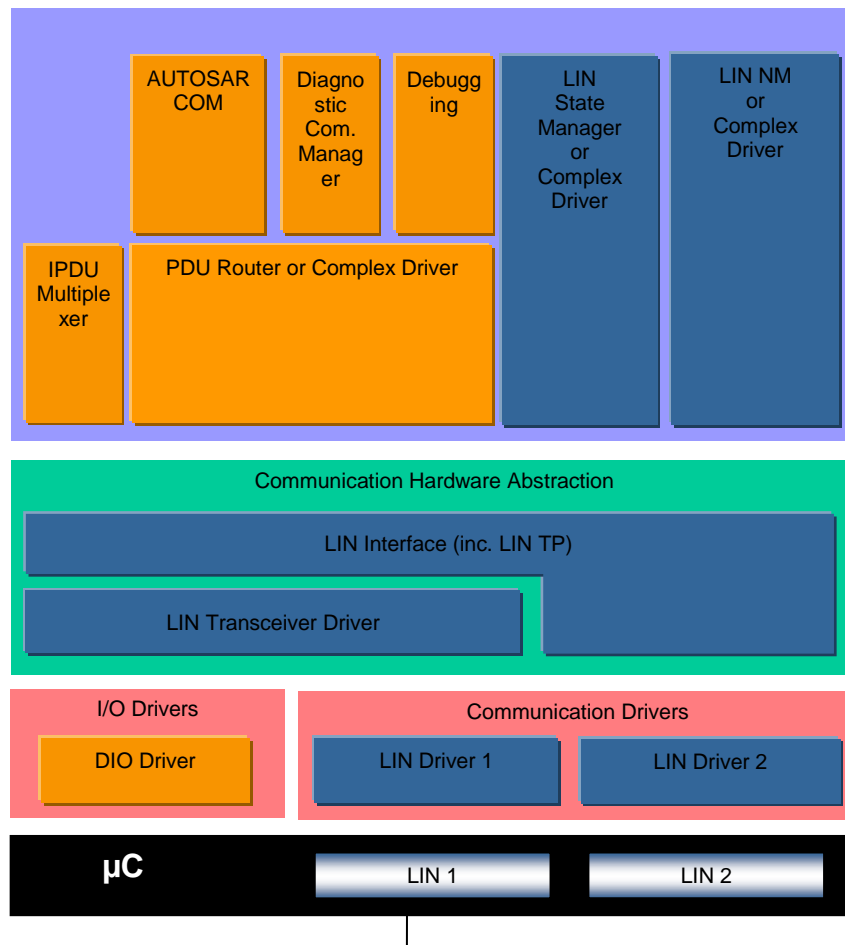 AUTOSAR
COM
Diagno
stic
Com.
Manag
er
Debugg
ing
LIN
State
Manager
or
Complex
Driver
LIN NM
or
Complex
Driver
IPDU
Multiple
xer
PDU Router or Complex Driver
Communication Hardware Abstraction
LIN Interface (inc. LIN TP)
LIN Transceiver Driver
I/O Drivers
Communication Drivers
DIO Driver
LIN Driver 1
LIN Driver 2
µC
LIN 1
LIN 2